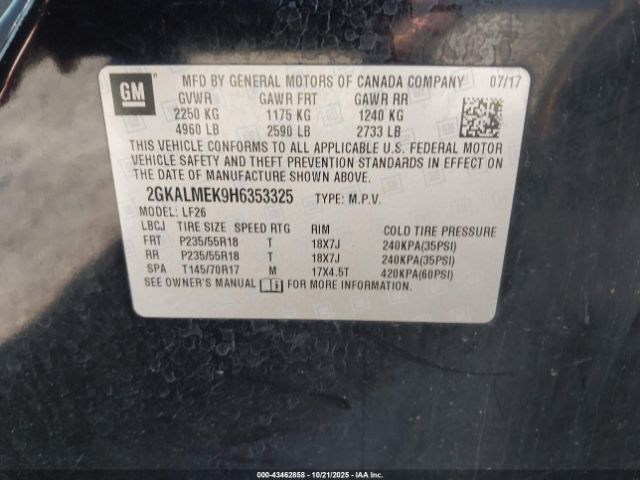 GM
MFD BY GENERAL MOTORS OF CANADA COMPANY 07/17
GVWR GAWR FRT GAWR RR
2250 KG 1175 KG 1240 KG
4960 LB 2590 LB 2733 LB
THIS VEHICLE CONFORMS TO ALL APPLICABLE U.S. FEDERAL MOTOR
VEHICLE SAFETY AND THEFT PREVENTION STANDARDS IN EFFECT ON
THE DATE OF MANUFACTURE SHOWN ABOVE.
2GKALMEK9H6353325 TYPE: M.P.V.
MODEL: LF26
LBCJ TIRE SIZE SPEED RTG RIM COLD TIRE PRESSURE
FRT P235/55R18 T 18X7J 240KPA(35PSI)
RR P235/55R18 T 18X7J 240KPA(35PSI)
SPA T145/70R17 M 17X4.5T 420KPA(60PSI)
SEE OWNER'S MANUAL FOR MORE INFORMATION.
000-43462858 - 10/21/2025 - Copyright IAA, LLC.